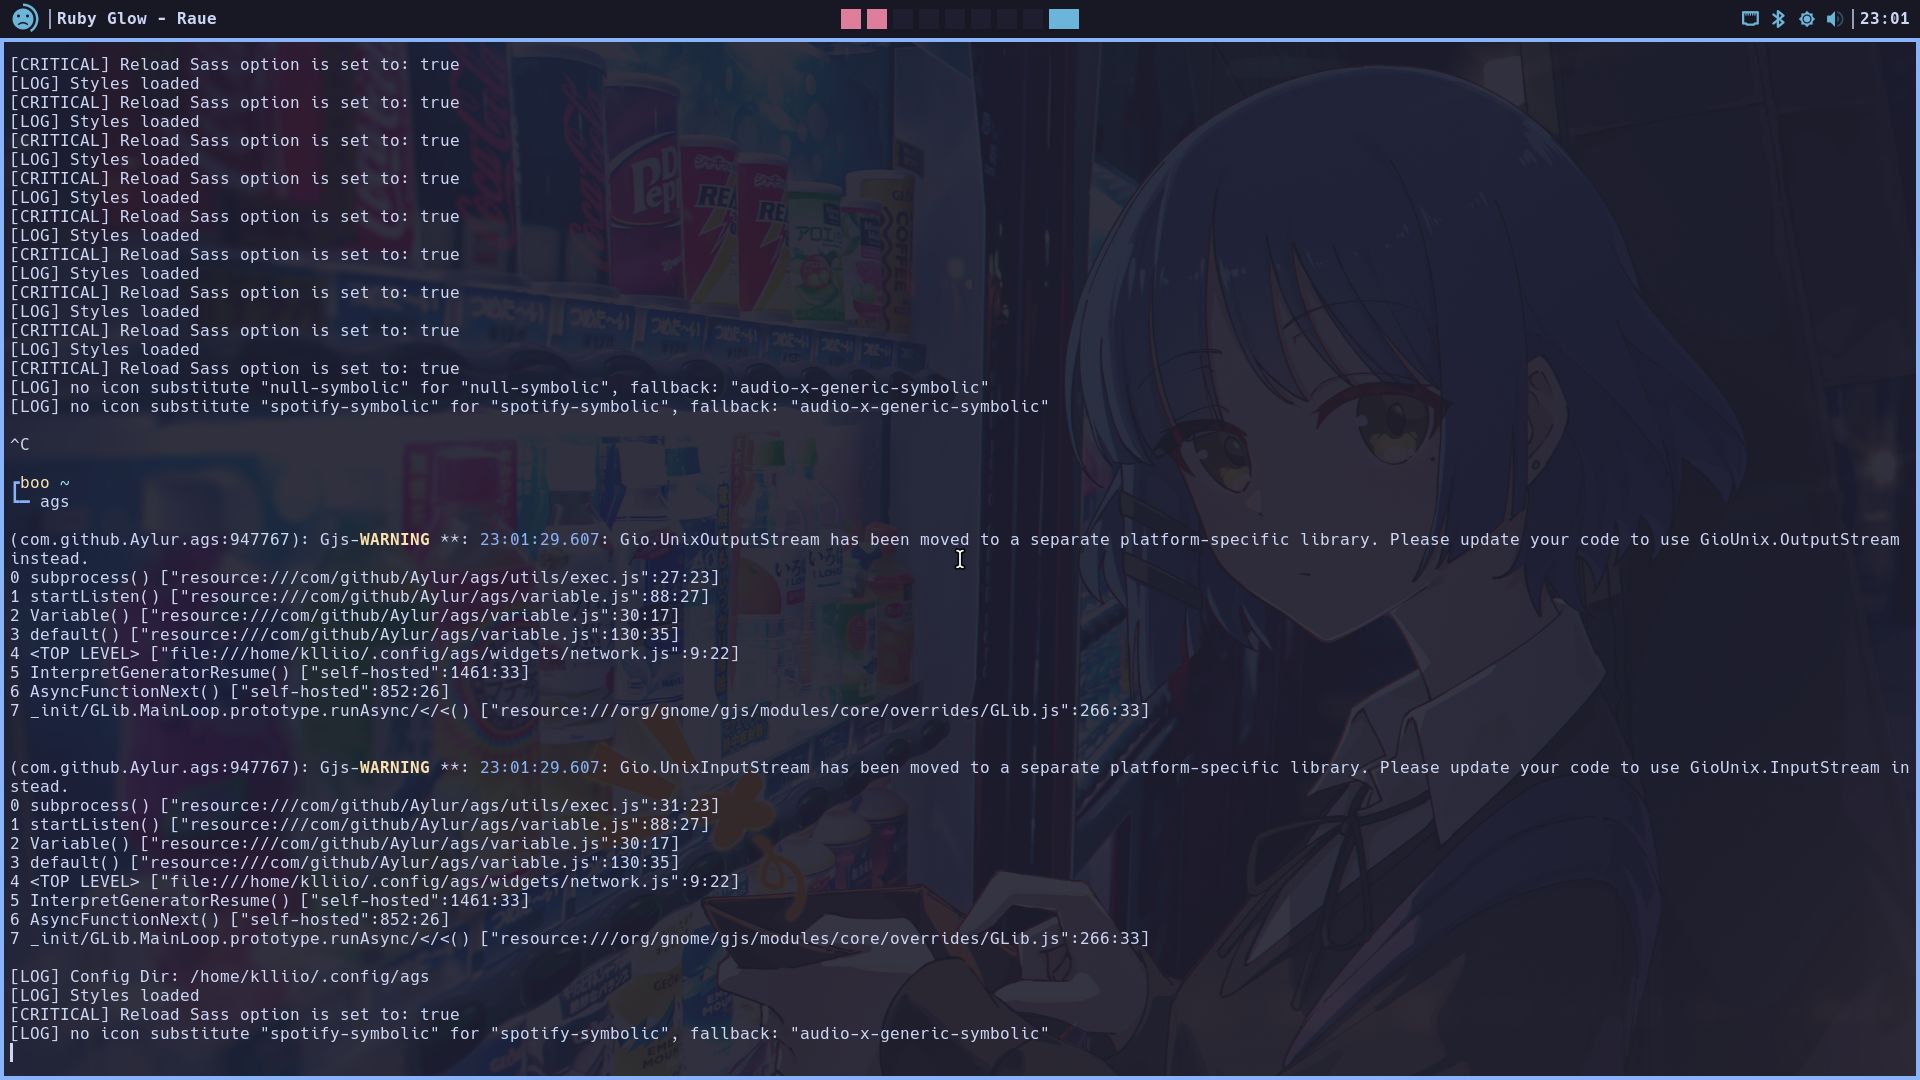 Ruby Glow - Raue
23:01
[CRITICAL] Reload Sass option is set to: true
[LOG] Styles loaded
[CRITICAL] Reload Sass option is set to: true
[LOG] Styles loaded
[CRITICAL] Reload Sass option is set to: true
[LOG] Styles loaded
[CRITICAL] Reload Sass option is set to: true
[LOG] Styles loaded
[CRITICAL] Reload Sass option is set to: true
[LOG] Styles loaded
[CRITICAL] Reload Sass option is set to: true
[LOG] Styles loaded
[CRITICAL] Reload Sass option is set to: true
[LOG] Styles loaded
[CRITICAL] Reload Sass option is set to: true
[LOG] Styles loaded
[CRITICAL] Reload Sass option is set to: true
[LOG] no icon substitute "null-symbolic" for "null-symbolic", fallback: "audio-x-generic-symbolic"
[LOG] no icon substitute "spotify-symbolic" for "spotify-symbolic", fallback: "audio-x-generic-symbolic"
^C
boo ~
ags
(com.github.Aylur.ags:947767): Gjs-WARNING **: 23:01:29.607: Gio.UnixOutputStream has been moved to a separate platform-specific library. Please update your code to use GioUnix.OutputStream
instead.
0 subprocess() ["resource:///com/github/Aylur/ags/utils/exec.js":27:23]
1 startListen() ["resource:///com/github/Aylur/ags/variable.js":88:27]
2 Variable() ["resource:///com/github/Aylur/ags/variable.js":30:17]
3 default() ["resource:///com/github/Aylur/ags/variable.js":130:35]
4 <TOP LEVEL> ["file:///home/klliio/.config/ags/widgets/network.js":9:22]
5 InterpretGeneratorResume() ["self-hosted":1461:33]
6 AsyncFunctionNext() ["self-hosted":852:26]
7 _init/GLib.MainLoop.prototype.runAsync/</<() ["resource:///org/gnome/gjs/modules/core/overrides/GLib.js":266:33]
(com.github.Aylur.ags:947767): Gjs-WARNING **: 23:01:29.607: Gio.UnixInputStream has been moved to a separate platform-specific library. Please update your code to use GioUnix.InputStream in
stead.
0 subprocess() ["resource:///com/github/Aylur/ags/utils/exec.js":31:23]
1 startListen() ["resource:///com/github/Aylur/ags/variable.js":88:27]
2 Variable() ["resource:///com/github/Aylur/ags/variable.js":30:17]
3 default() ["resource:///com/github/Aylur/ags/variable.js":130:35]
4 <TOP LEVEL> ["file:///home/klliio/.config/ags/widgets/network.js":9:22]
5 InterpretGeneratorResume() ["self-hosted":1461:33]
6 AsyncFunctionNext() ["self-hosted":852:26]
7 _init/GLib.MainLoop.prototype.runAsync/</<() ["resource:///org/gnome/gjs/modules/core/overrides/GLib.js":266:33]
[LOG] Config Dir: /home/klliio/.config/ags
[LOG] Styles loaded
[CRITICAL] Reload Sass option is set to: true
[LOG] no icon substitute "spotify-symbolic" for "spotify-symbolic", fallback: "audio-x-generic-symbolic"